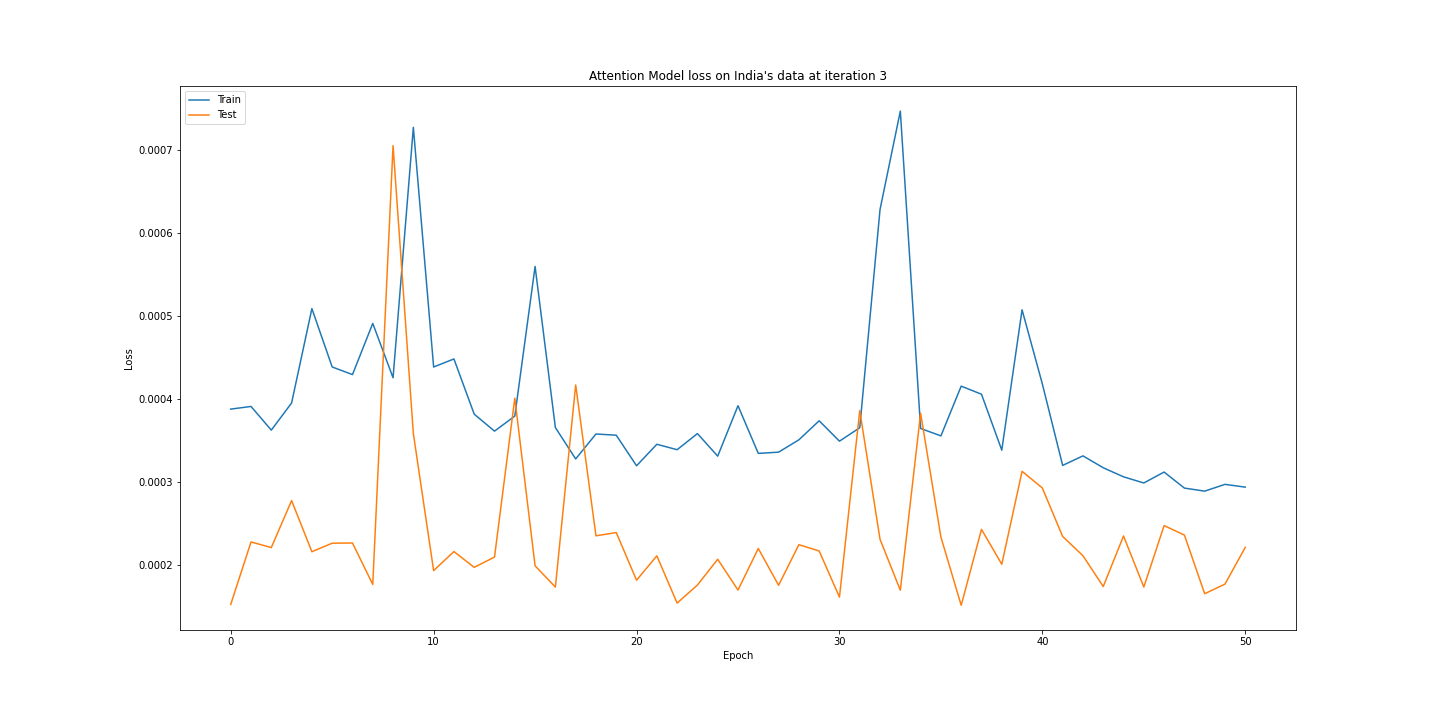 Attention Model loss on India's data at iteration 3
Train
Test
0.0007
0.0006
0.0005
0.0004
0.0003
0.0002
Loss
0 10 20 30 40 50
Epoch